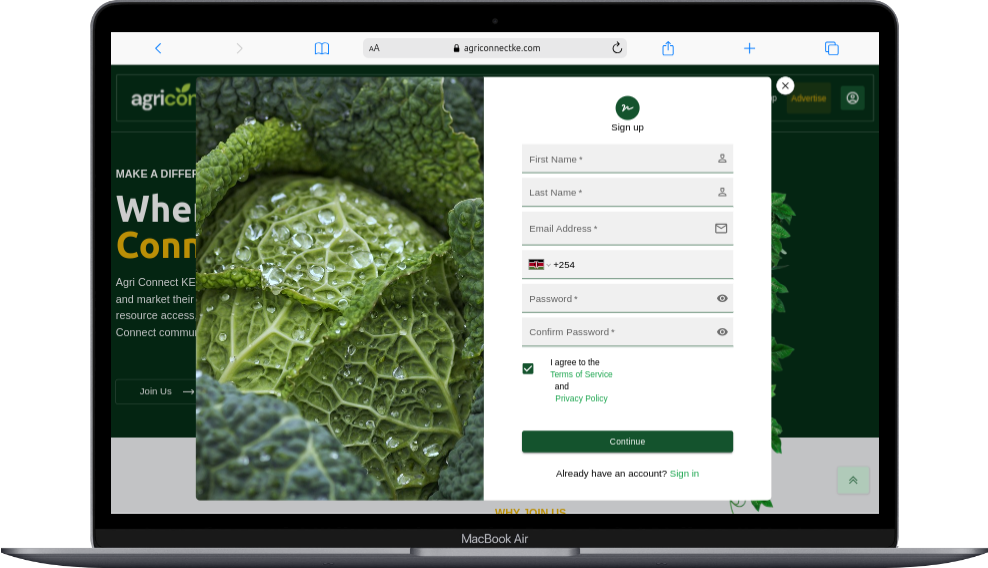 AA
agriconnectke.com
agricon
p
Advertise
MAKE A DIFFER
Whe
Conn
Agri Connect KE
and market their
resource access.
Connect commu
Join Us
Sign up
First Name *
Last Name *
Email Address *
+254
Password *
Confirm Password *
I agree to the
Terms of Service
and
Privacy Policy
Continue
Already have an account? Sign in
WHY JOIN US
MacBook Air